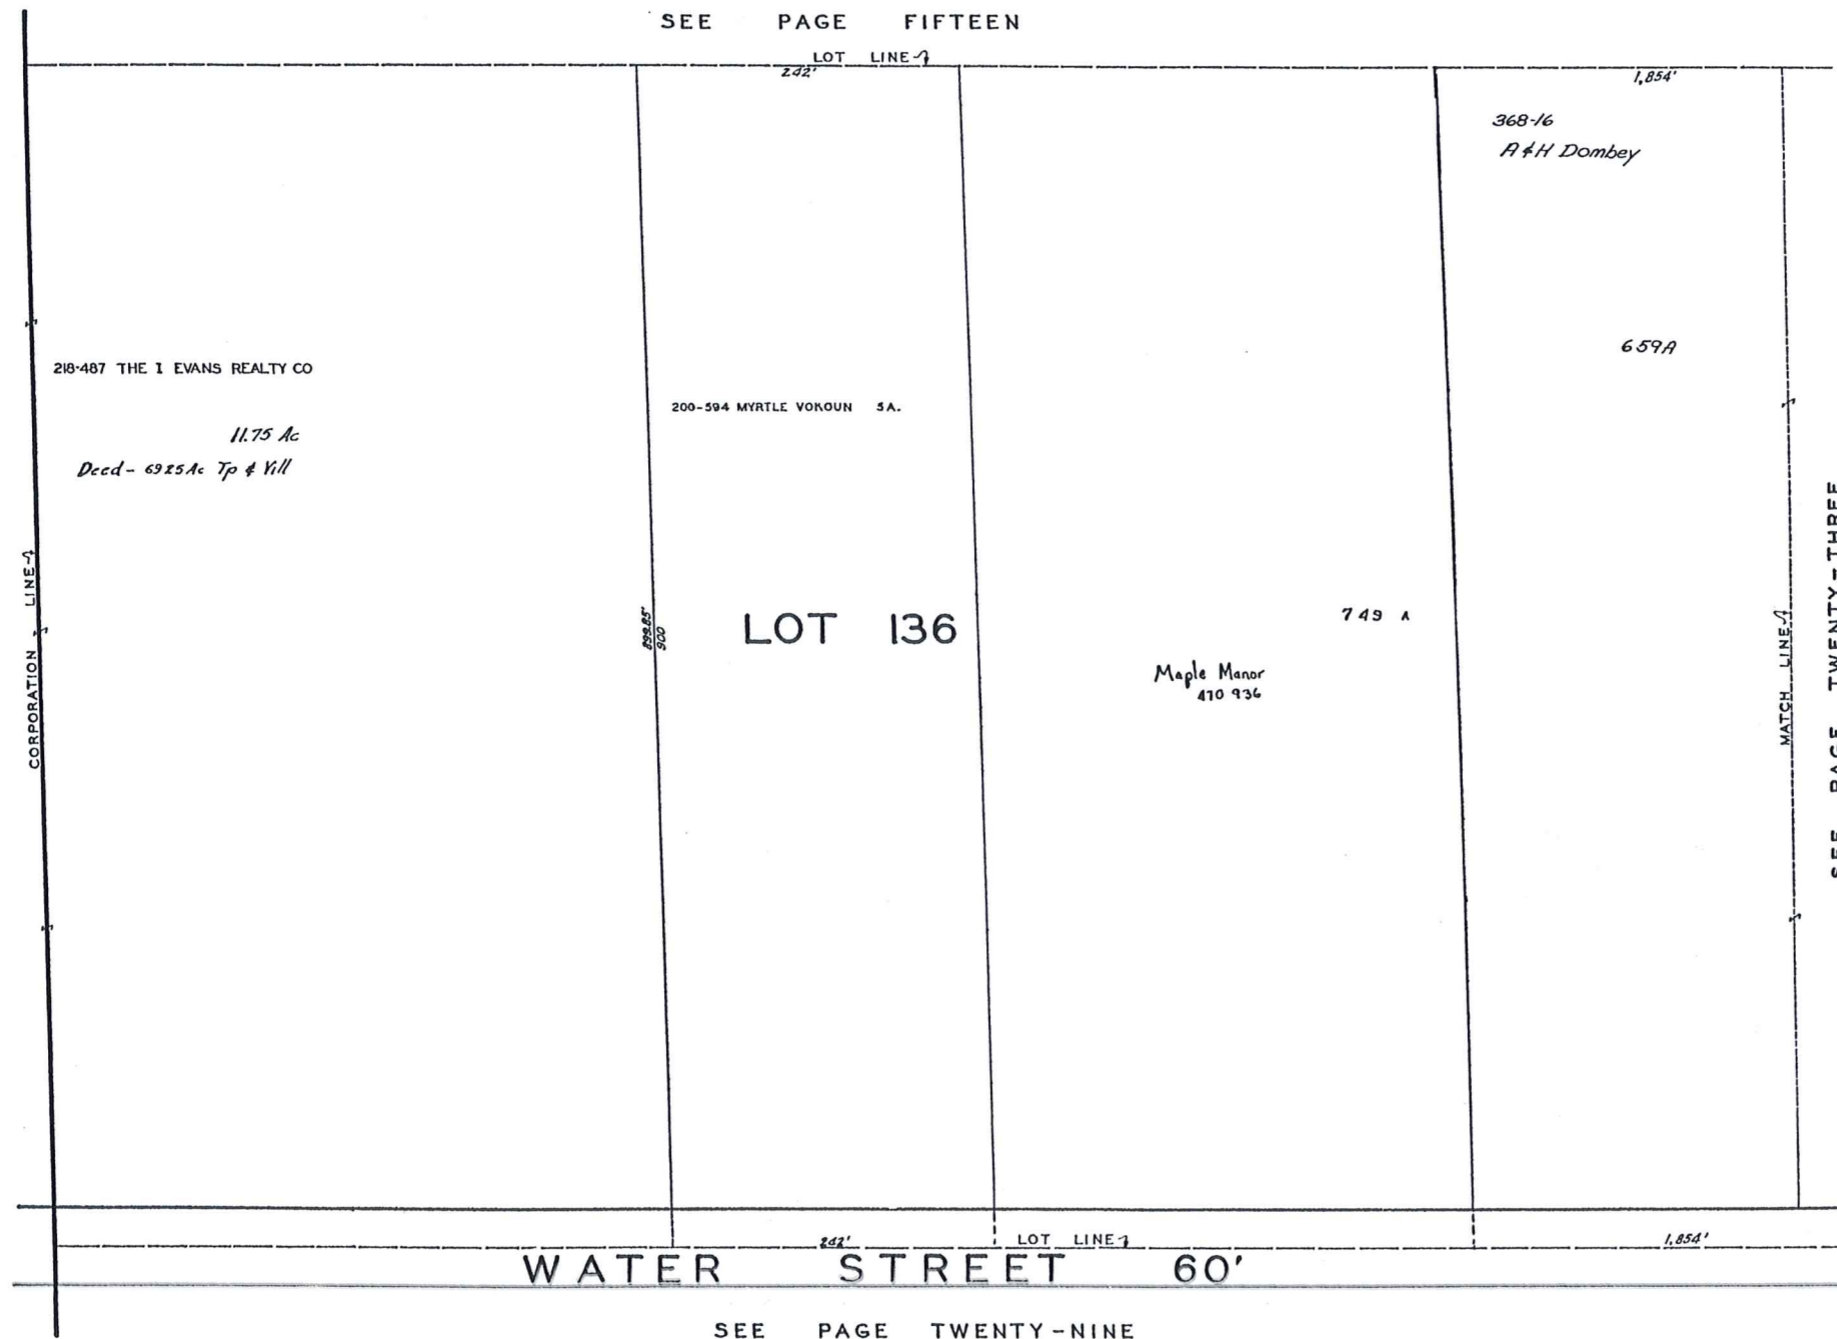 SEE PAGE FIFTEEN
LOT LINE
242'
1,854'
368-16
A & H Dombey
659A
218-487 THE I EVANS REALTY CO
200-594 MYRTLE VOKOUN 5A.
11.75 Ac
Deed - 6925 Ac Tp & Vill
CORPORATION LINE
899.85'
900
LOT 136
749 A
Maple Manor
470 936
MATCH LINE
SEE PAGE TWENTY-THREE
242'
LOT LINE
1,854'
WATER STREET 60'
SEE PAGE TWENTY-NINE